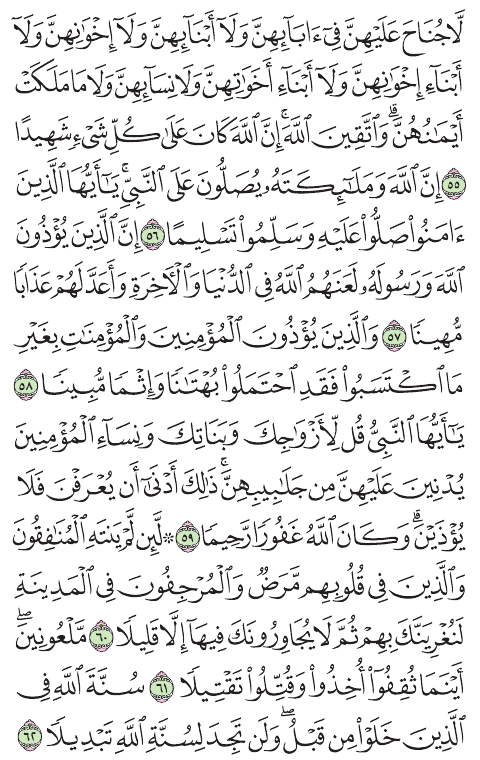 لَّا جُنَاحَ عَلَيْهِنَّ فِىٓ ءَابَآئِهِنَّ وَلَآ أَبْنَآئِهِنَّ وَلَآ إِخْوَٰنِهِنَّ وَلَآ
أَبْنَآءِ إِخْوَٰنِهِنَّ وَلَآ أَبْنَآءِ أَخَوَٰتِهِنَّ وَلَا نِسَآئِهِنَّ وَلَا مَا مَلَكَتْ
أَيْمَٰنُهُنَّ ۗ وَٱتَّقِينَ ٱللَّهَ ۚ إِنَّ ٱللَّهَ كَانَ عَلَىٰ كُلِّ شَىْءٍ شَهِيدًا
٥٥ إِنَّ ٱللَّهَ وَمَلَٰٓئِكَتَهُۥ يُصَلُّونَ عَلَى ٱلنَّبِىِّ ۚ يَٰٓأَيُّهَا ٱلَّذِينَ
ءَامَنُوا۟ صَلُّوا۟ عَلَيْهِ وَسَلِّمُوا۟ تَسْلِيمًا ٥٦ إِنَّ ٱلَّذِينَ يُؤْذُونَ
ٱللَّهَ وَرَسُولَهُۥ لَعَنَهُمُ ٱللَّهُ فِى ٱلدُّنْيَا وَٱلْءَاخِرَةِ وَأَعَدَّ لَهُمْ عَذَابًا
مُّهِينًا ٥٧ وَٱلَّذِينَ يُؤْذُونَ ٱلْمُؤْمِنِينَ وَٱلْمُؤْمِنَٰتِ بِغَيْرِ
مَا ٱكْتَسَبُوا۟ فَقَدِ ٱحْتَمَلُوا۟ بُهْتَٰنًا وَإِثْمًا مُّبِينًا ٥٨
يَٰٓأَيُّهَا ٱلنَّبِىُّ قُل لِّأَزْوَٰجِكَ وَبَنَاتِكَ وَنِسَآءِ ٱلْمُؤْمِنِينَ
يُدْنِينَ عَلَيْهِنَّ مِن جَلَٰبِيبِهِنَّ ۚ ذَٰلِكَ أَدْنَىٰٓ أَن يُعْرَفْنَ فَلَا
يُؤْذَيْنَ ۗ وَكَانَ ٱللَّهُ غَفُورًا رَّحِيمًا ٥٩ ۞ لَّئِن لَّمْ يَنتَهِ ٱلْمُنَٰفِقُونَ
وَٱلَّذِينَ فِى قُلُوبِهِم مَّرَضٌ وَٱلْمُرْجِفُونَ فِى ٱلْمَدِينَةِ
لَنُغْرِيَنَّكَ بِهِمْ ثُمَّ لَا يُجَاوِرُونَكَ فِيهَآ إِلَّا قَلِيلًا ٦٠ مَّلْعُونِينَ ۖ
أَيْنَمَا ثُقِفُوٓا۟ أُخِذُوا۟ وَقُتِّلُوا۟ تَقْتِيلًا ٦١ سُنَّةَ ٱللَّهِ فِى
ٱلَّذِينَ خَلَوْا۟ مِن قَبْلُ ۖ وَلَن تَجِدَ لِسُنَّةِ ٱللَّهِ تَبْدِيلًا ٦٢